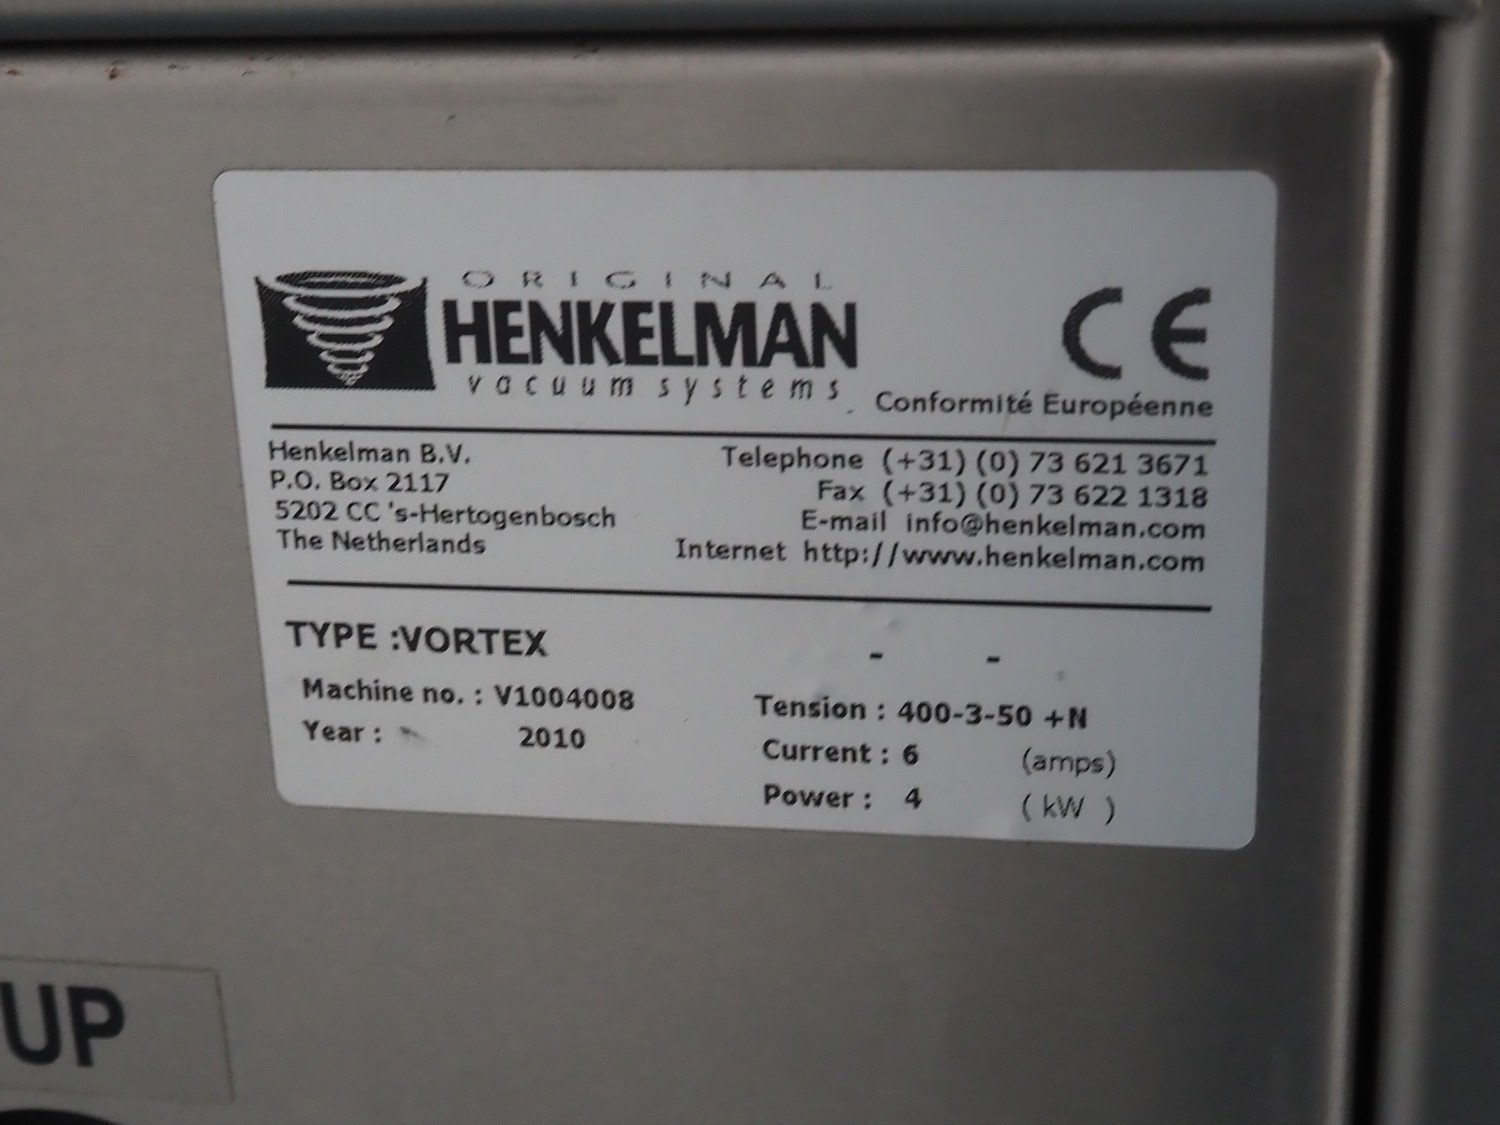 ORIGINAL
HENKELMAN
vacuum systems
CE
Conformité Européenne
Henkelman B.V.
P.O. Box 2117
5202 CC 's-Hertogenbosch
The Netherlands
Telephone (+31) (0) 73 621 3671
Fax (+31) (0) 73 622 1318
E-mail info@henkelman.com
Internet http://www.henkelman.com
TYPE :VORTEX - -
Machine no. : V1004008
Year : 2010
Tension : 400-3-50 +N
Current : 6 (amps)
Power : 4 ( kW )
UP